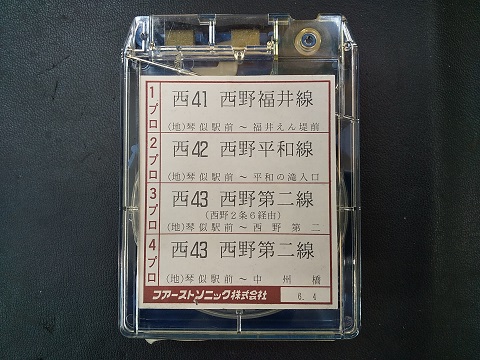 1プロ
西41 西野福井線
(地)琴似駅前～福井えん堤前
2プロ
西42 西野平和線
(地)琴似駅前～平和の滝入口
3プロ
西43 西野第二線
(西野2条6経由)
(地)琴似駅前～西野第二
4プロ
西43 西野第二線
(地)琴似駅前～中州橋
フアーストソニック株式会社
6. 4